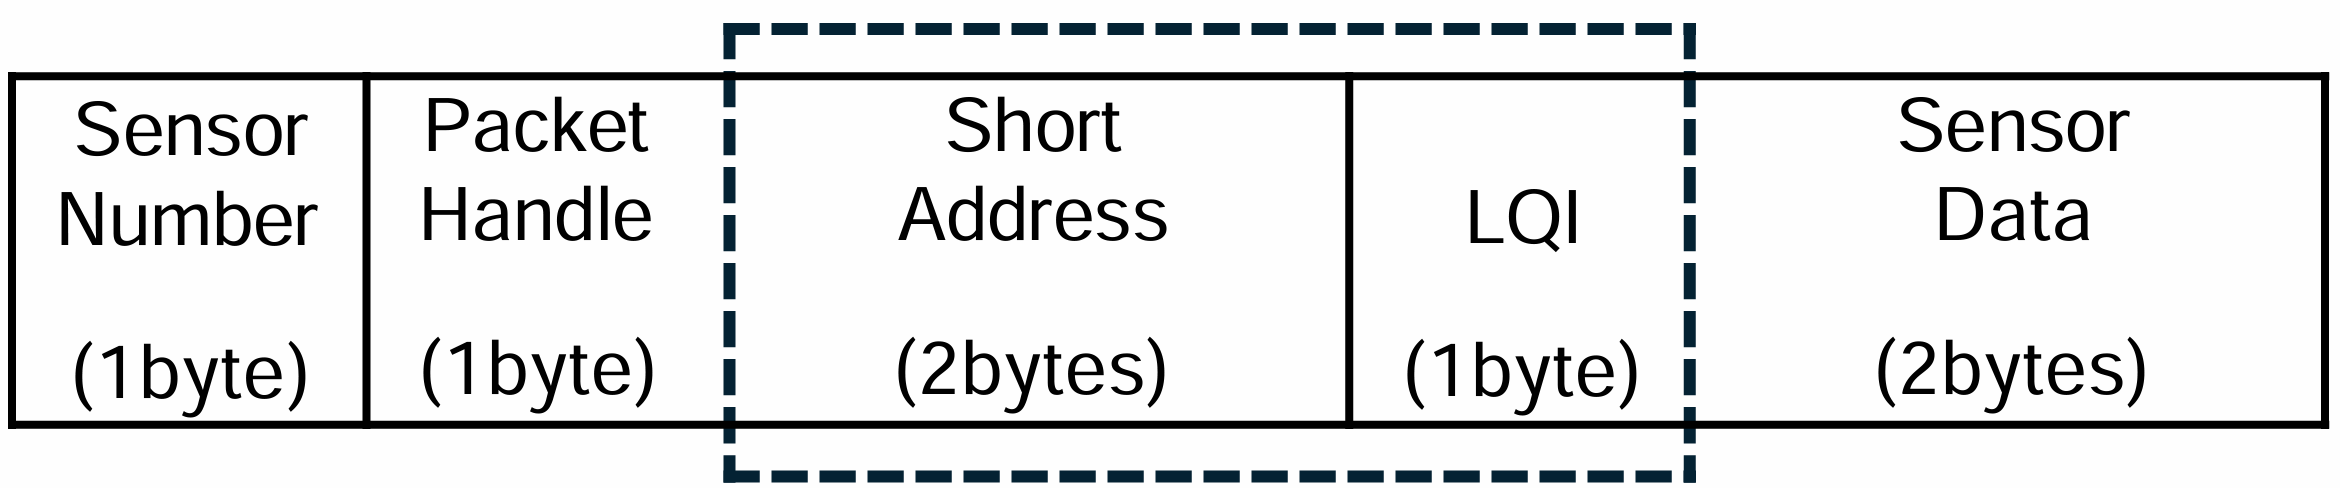 Sensor
Number
(1byte)
Packet
Handle
(1byte)
Short
Address
(2bytes)
LQI
(1byte)
Sensor
Data
(2bytes)